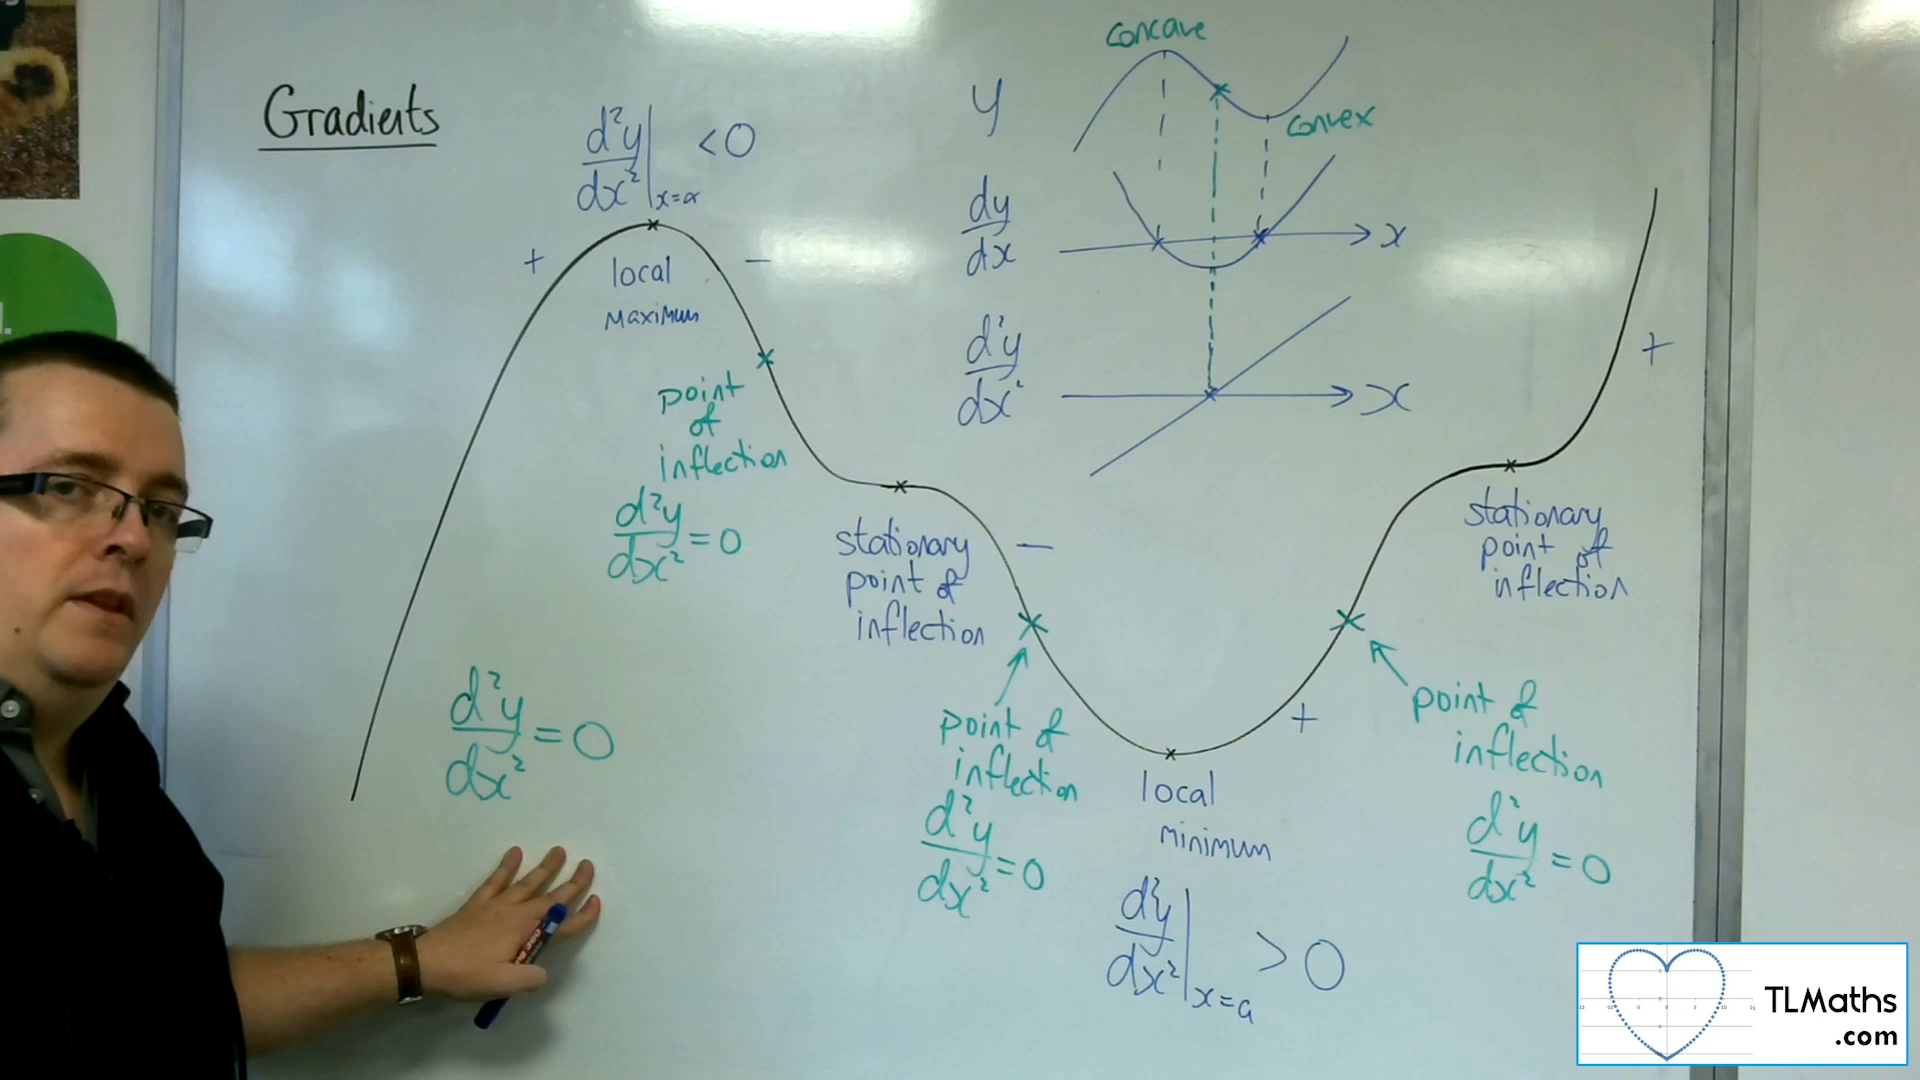 Gradients
d²y/dx² |x=a < 0
+
local
maximum
−
point
of
inflection
d²y/dx² = 0
d²y/dx² = 0
stationary
point of
inflection
−
point of
inflection
d²y/dx² = 0
local
minimum
d²y/dx² |x=a > 0
+
point of
inflection
d²y/dx² = 0
stationary
point of
inflection
+
y
concave
convex
dy/dx
x
d²y/dx²
x
TLMaths
.com